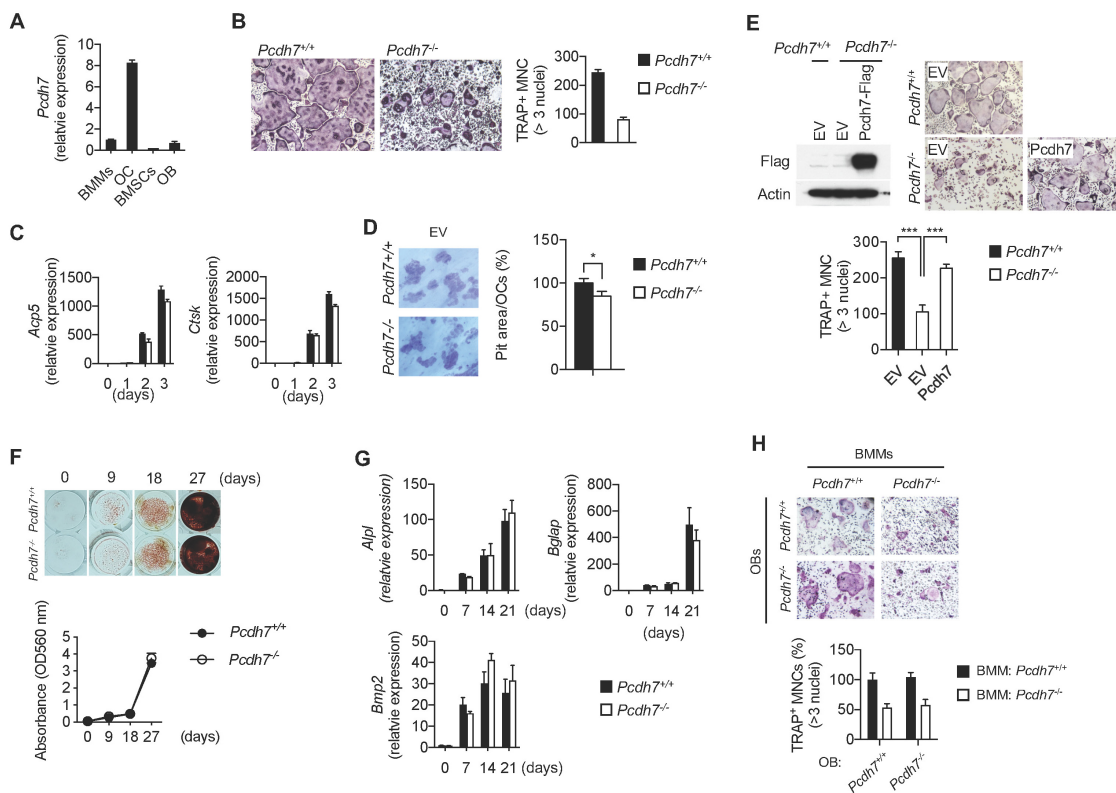 A
Pcdh7
(relatvie expression)
10
8
6
4
2
0
BMMs
OC
BMSCs
OB
B
Pcdh7+/+
Pcdh7-/-
TRAP+ MNC
(> 3 nuclei)
300
200
100
0
Pcdh7+/+
Pcdh7-/-
E
Pcdh7+/+
Pcdh7-/-
EV
EV
Pcdh7-Flag
Flag
Actin
Pcdh7+/+
Pcdh7-/-
EV
EV
Pcdh7
TRAP+ MNC
(> 3 nuclei)
300
200
100
0
***
***
EV
EV
Pcdh7
Pcdh7+/+
Pcdh7-/-
C
Acp5
(relatvie expression)
1500
1000
500
0
0 1 2 3
(days)
Ctsk
(relatvie expression)
2000
1500
1000
500
0
0 1 2 3
(days)
D
EV
Pcdh7+/+
Pcdh7-/-
Pit area/OCs (%)
150
100
50
0
*
Pcdh7+/+
Pcdh7-/-
F
0 9 18 27 (days)
Pcdh7+/+
Pcdh7-/-
Absorbance (OD560 nm)
5
4
3
2
1
0
0 9 18 27 (days)
Pcdh7+/+
Pcdh7-/-
G
Alpl
(relatvie expression)
150
100
50
0
0 7 14 21 (days)
Bglap
(relatvie expression)
800
600
400
200
0
0 7 14 21
(days)
Bmp2
(relatvie expression)
50
40
30
20
10
0
0 7 14 21 (days)
Pcdh7+/+
Pcdh7-/-
H
BMMs
Pcdh7+/+
Pcdh7-/-
OBs
Pcdh7+/+
Pcdh7-/-
TRAP+ MNCs (%)
(>3 nuclei)
150
100
50
0
OB:
Pcdh7+/+
Pcdh7-/-
BMM: Pcdh7+/+
BMM: Pcdh7-/-